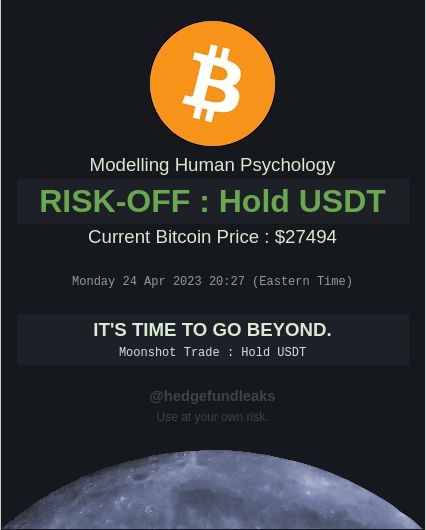 Modelling Human Psychology
RISK-OFF : Hold USDT
Current Bitcoin Price : $27494
Monday 24 Apr 2023 20:27 (Eastern Time)
IT'S TIME TO GO BEYOND.
Moonshot Trade : Hold USDT
@hedgefundleaks
Use at your own risk.